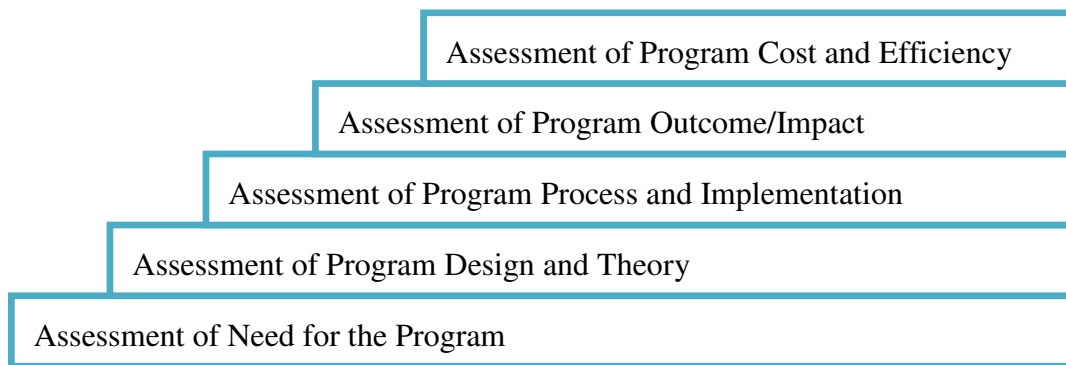 Assessment of Program Cost and Efficiency
Assessment of Program Outcome/Impact
Assessment of Program Process and Implementation
Assessment of Program Design and Theory
Assessment of Need for the Program